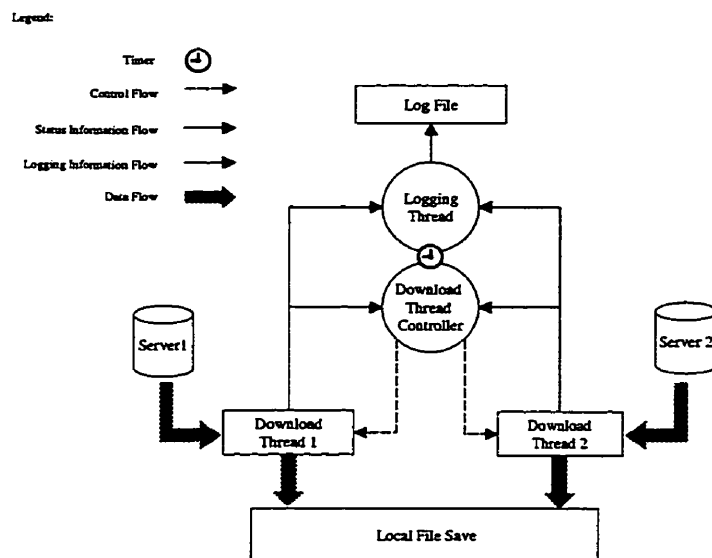 Legend:
Timer
Control Flow
Status Information Flow
Logging Information Flow
Data Flow
Log File
Logging
Thread
Download
Thread
Controller
Server1
Server 2
Download
Thread 1
Download
Thread 2
Local File Save